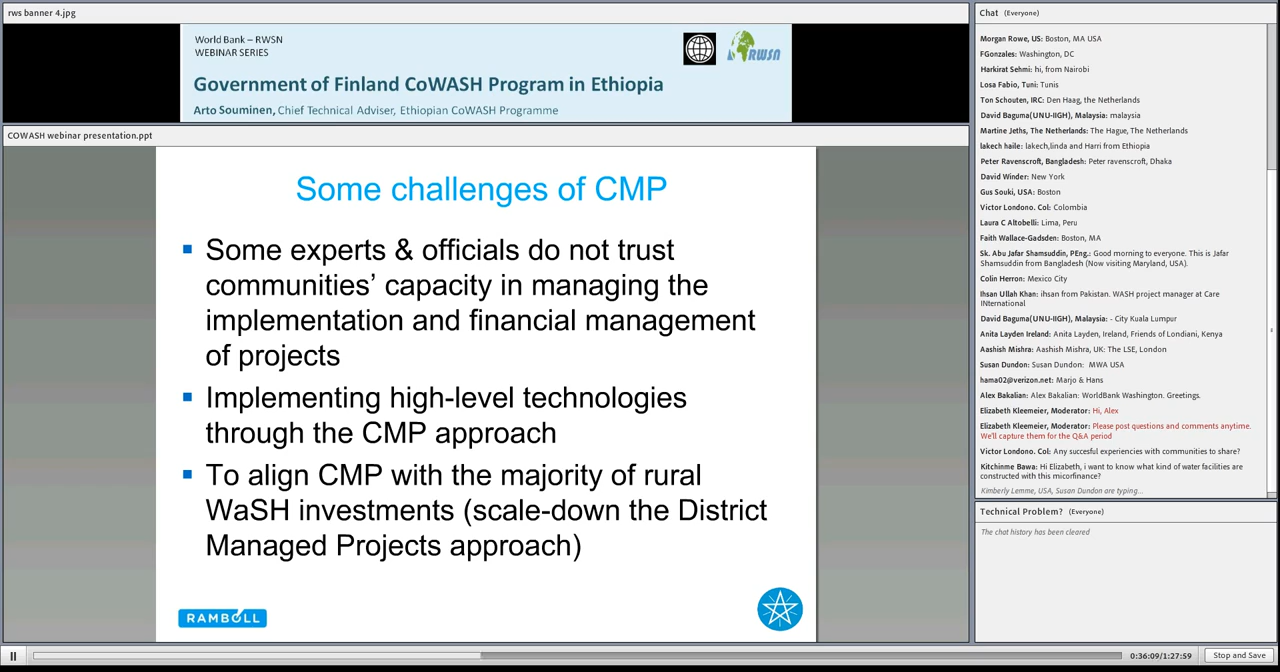 rws banner 4.jpg
World Bank – RWSN
WEBINAR SERIES
RWSN
Government of Finland CoWASH Program in Ethiopia
Arto Souminen, Chief Technical Adviser, Ethiopian CoWASH Programme
COWASH webinar presentation.ppt
Some challenges of CMP
Some experts & officials do not trust
communities’ capacity in managing the
implementation and financial management
of projects
Implementing high-level technologies
through the CMP approach
To align CMP with the majority of rural
WaSH investments (scale-down the District
Managed Projects approach)
RAMBOLL
Chat (Everyone)
Morgan Rowe, US: Boston, MA USA
FGonzales: Washington, DC
Harkirat Sehmi: hi, from Nairobi
Losa Fabio, Tuni: Tunis
Ton Schouten, IRC: Den Haag, the Netherlands
David Baguma(UNU-IIGH), Malaysia: malaysia
Martine Jeths, The Netherlands: The Hague, The Netherlands
lakech haile: lakech,linda and Harri from Ethiopia
Peter Ravenscroft, Bangladesh: Peter ravenscroft, Dhaka
David Winder: New York
Gus Souki, USA: Boston
Victor Londono. Col: Colombia
Laura C Altobelli: Lima, Peru
Faith Wallace-Gadsden: Boston, MA
Sk. Abu Jafar Shamsuddin, PEng.: Good morning to everyone. This is Jafar
Shamsuddin from Bangladesh (Now visiting Maryland, USA).
Colin Herron: Mexico City
Ihsan Ullah Khan: ihsan from Pakistan. WASH project manager at Care
INternational
David Baguma(UNU-IIGH), Malaysia: - City Kuala Lumpur
Anita Layden Ireland: Anita Layden, Ireland, Friends of Londiani, Kenya
Aashish Mishra: Aashish Mishra, UK: The LSE, London
Susan Dundon: Susan Dundon: MWA USA
hama02@verizon.net: Marjo & Hans
Alex Bakalian: Alex Bakalian: WorldBank Washington. Greetings.
Elizabeth Kleemeier, Moderator: Hi, Alex
Elizabeth Kleemeier, Moderator: Please post questions and comments anytime.
We'll capture them for the Q&A period
Victor Londono. Col: Any succesful experiences with communities to share?
Kitchinme Bawa: Hi Elizabeth, i want to know what kind of water facilities are
constructed with this micorfinance?
Kimberly Lemme, USA, Susan Dundon are typing...
Technical Problem? (Everyone)
The chat history has been cleared
0:36:09/1:27:59
Stop and Save